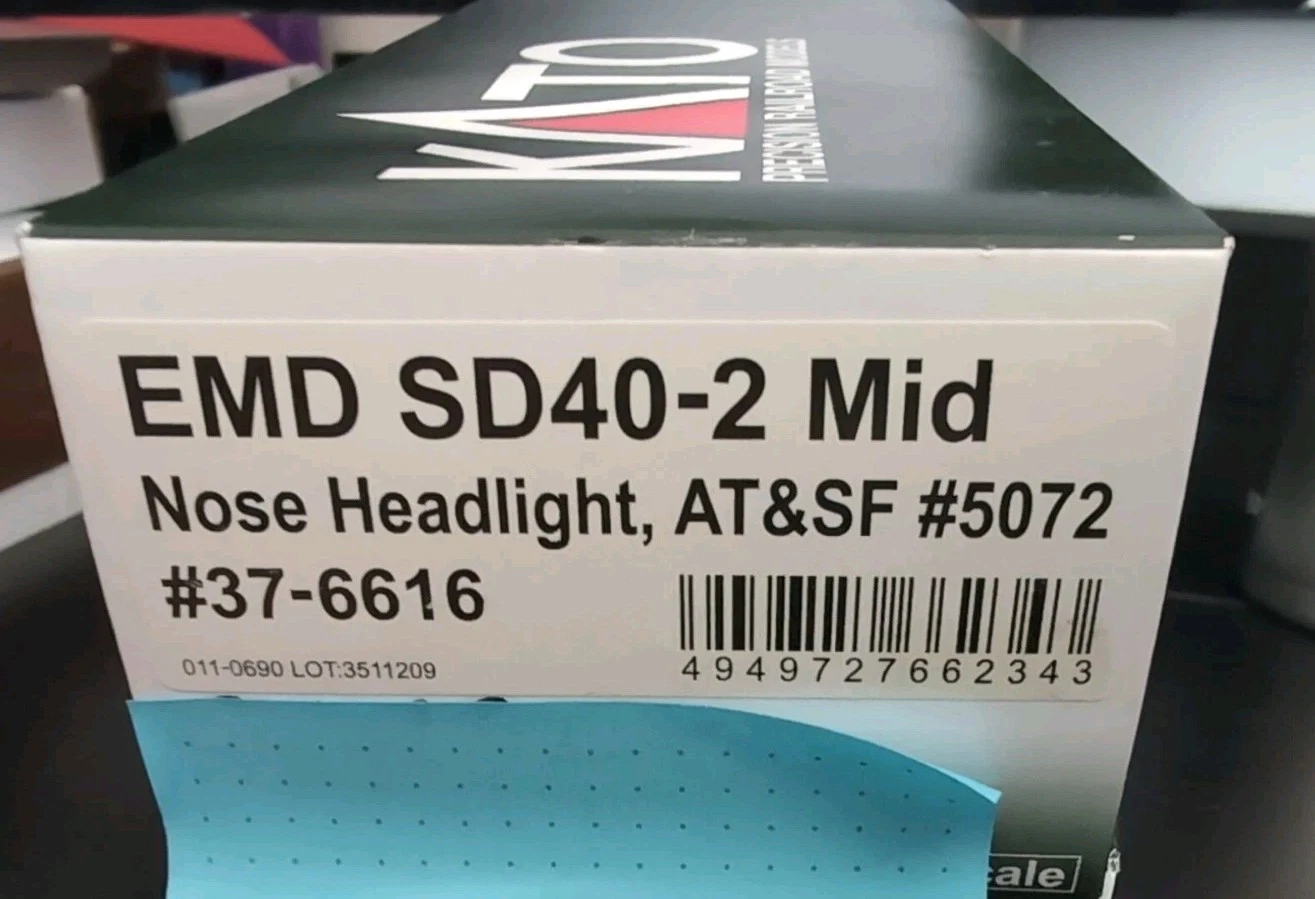 KATO
PRECISION RAILROAD MODELS
EMD SD40-2 Mid
Nose Headlight, AT&SF #5072
#37-6616
011-0690 LOT:3511209
4949727662343